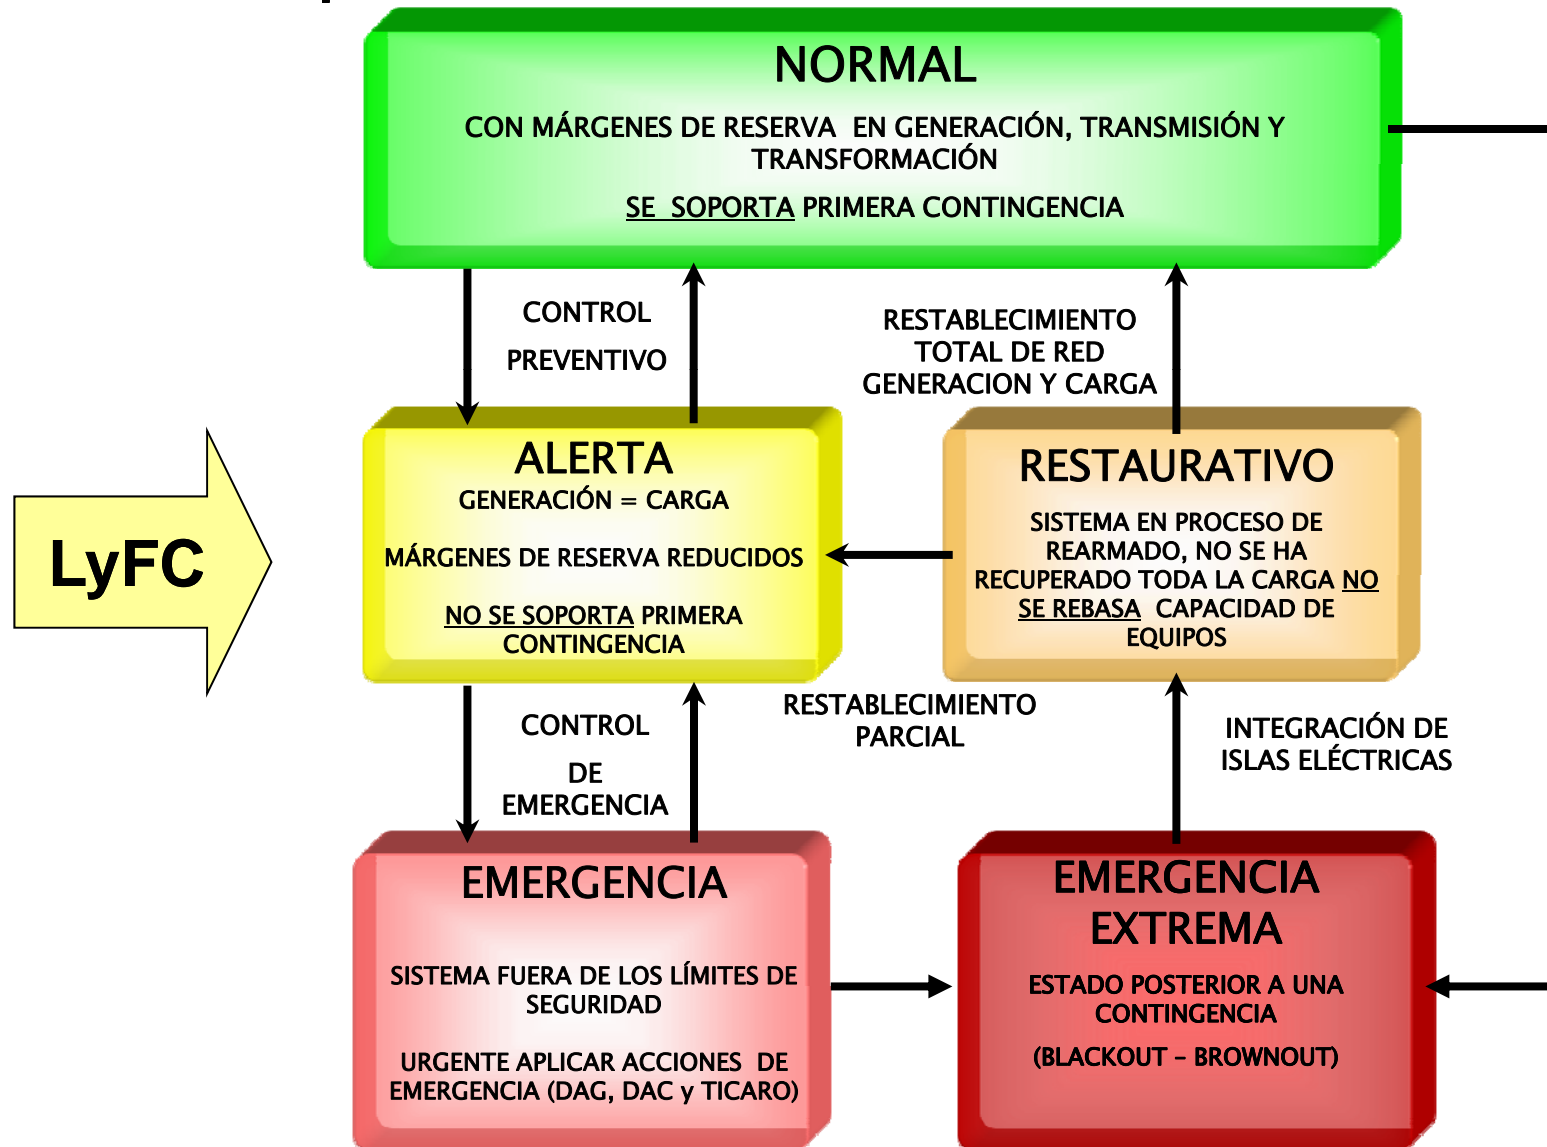 NORMAL
CON MÁRGENES DE RESERVA  EN GENERACIÓN, TRANSMISIÓN Y
TRANSFORMACIÓN
SE  SOPORTA PRIMERA CONTINGENCIA
CONTROL
PREVENTIVO
RESTABLECIMIENTO
TOTAL DE RED
GENERACION Y CARGA
LyFC
ALERTA
GENERACIÓN = CARGA
MÁRGENES DE RESERVA REDUCIDOS
NO SE SOPORTA PRIMERA
CONTINGENCIA
RESTAURATIVO
SISTEMA EN PROCESO DE
REARMADO, NO SE HA
RECUPERADO TODA LA CARGA NO
SE REBASA  CAPACIDAD DE
EQUIPOS
CONTROL
DE
EMERGENCIA
RESTABLECIMIENTO
PARCIAL
INTEGRACIÓN DE
ISLAS ELÉCTRICAS
EMERGENCIA
SISTEMA FUERA DE LOS LÍMITES DE
SEGURIDAD
URGENTE APLICAR ACCIONES  DE
EMERGENCIA (DAG, DAC y TICARO)
EMERGENCIA
EXTREMA
ESTADO POSTERIOR A UNA
CONTINGENCIA
(BLACKOUT – BROWNOUT)